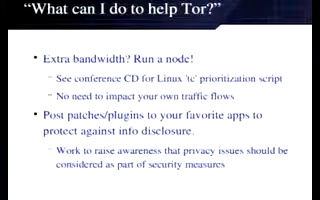 “What can I do to help Tor?”
• Extra bandwidth? Run a node!
– See conference CD for Linux 'tc' prioritization script
– No need to impact your own traffic flows
• Post patches/plugins to your favorite apps to
protect against info disclosure.
– Work to raise awareness that privacy issues should be
considered as part of security measures